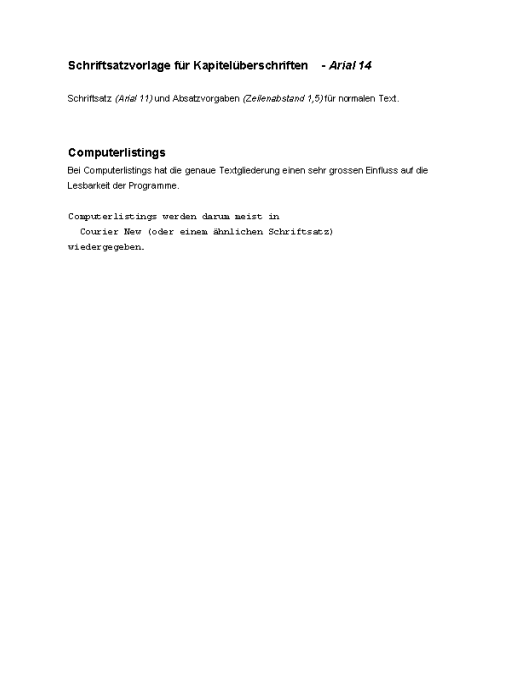 Schriftsatzvorlage für Kapitelüberschriften - Arial 14
Schriftsatz (Arial 11) und Absatzvorgaben (Zeilenabstand 1,5) für normalen Text.
Computerlistings
Bei Computerlistings hat die genaue Textgliederung einen sehr grossen Einfluss auf die
Lesbarkeit der Programme.
Computerlistings werden darum meist in
Courier New (oder einem ähnlichen Schriftsatz)
wiedergegeben.